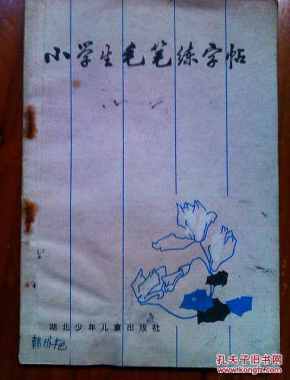 小学生毛笔练字帖
湖北少年儿童出版社
孔夫子旧书网